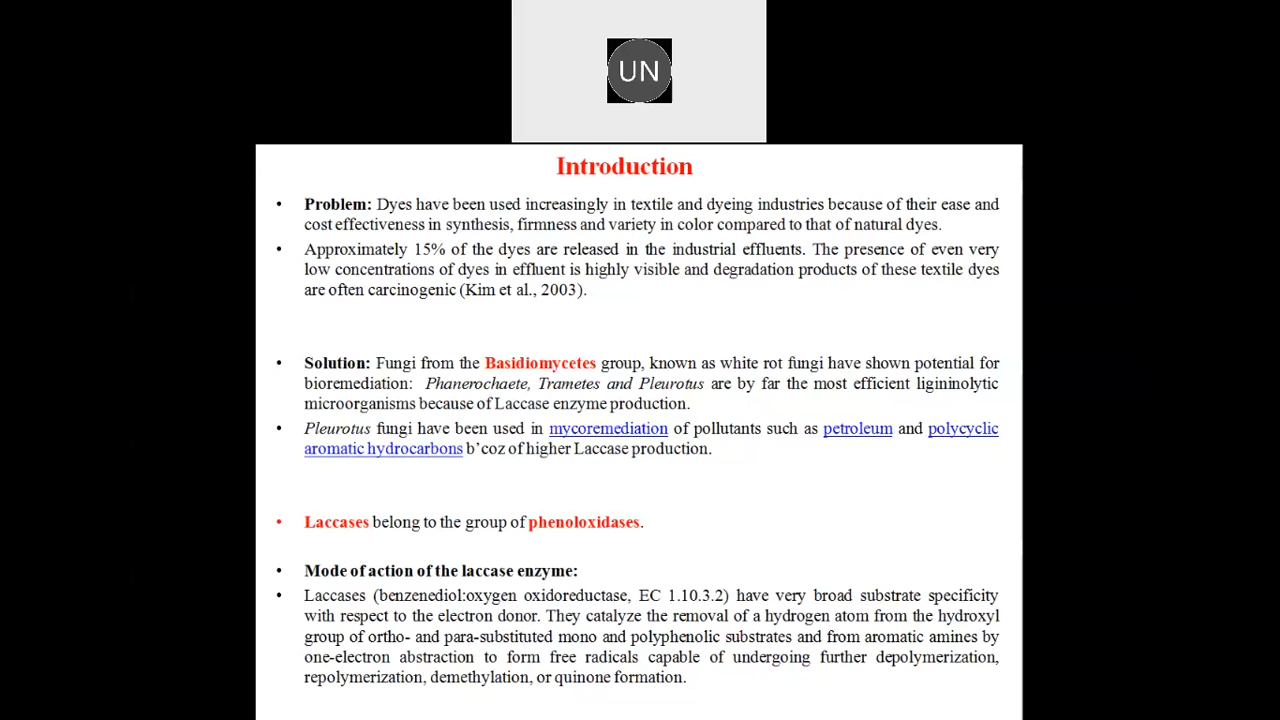 UN
Introduction
• Problem: Dyes have been used increasingly in textile and dyeing industries because of their ease and
cost effectiveness in synthesis, firmness and variety in color compared to that of natural dyes.
• Approximately 15% of the dyes are released in the industrial effluents. The presence of even very
low concentrations of dyes in effluent is highly visible and degradation products of these textile dyes
are often carcinogenic (Kim et al., 2003).
• Solution: Fungi from the Basidiomycetes group, known as white rot fungi have shown potential for
bioremediation: Phanerochaete, Trametes and Pleurotus are by far the most efficient ligininolytic
microorganisms because of Laccase enzyme production.
• Pleurotus fungi have been used in mycoremediation of pollutants such as petroleum and polycyclic
aromatic hydrocarbons b’coz of higher Laccase production.
• Laccases belong to the group of phenoloxidases.
• Mode of action of the laccase enzyme:
• Laccases (benzenediol:oxygen oxidoreductase, EC 1.10.3.2) have very broad substrate specificity
with respect to the electron donor. They catalyze the removal of a hydrogen atom from the hydroxyl
group of ortho- and para-substituted mono and polyphenolic substrates and from aromatic amines by
one-electron abstraction to form free radicals capable of undergoing further depolymerization,
repolymerization, demethylation, or quinone formation.